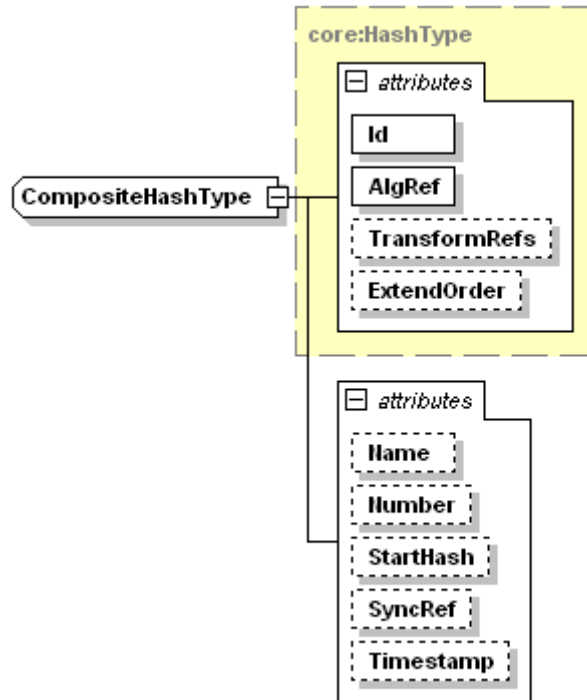 core:HashType
attributes
Id
AlgRef
TransformRefs
ExtendOrder
CompositeHashType
attributes
Name
Number
StartHash
SyncRef
Timestamp